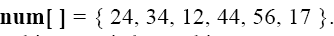 num[ ] = { 24, 34, 12, 44, 56, 17 }.